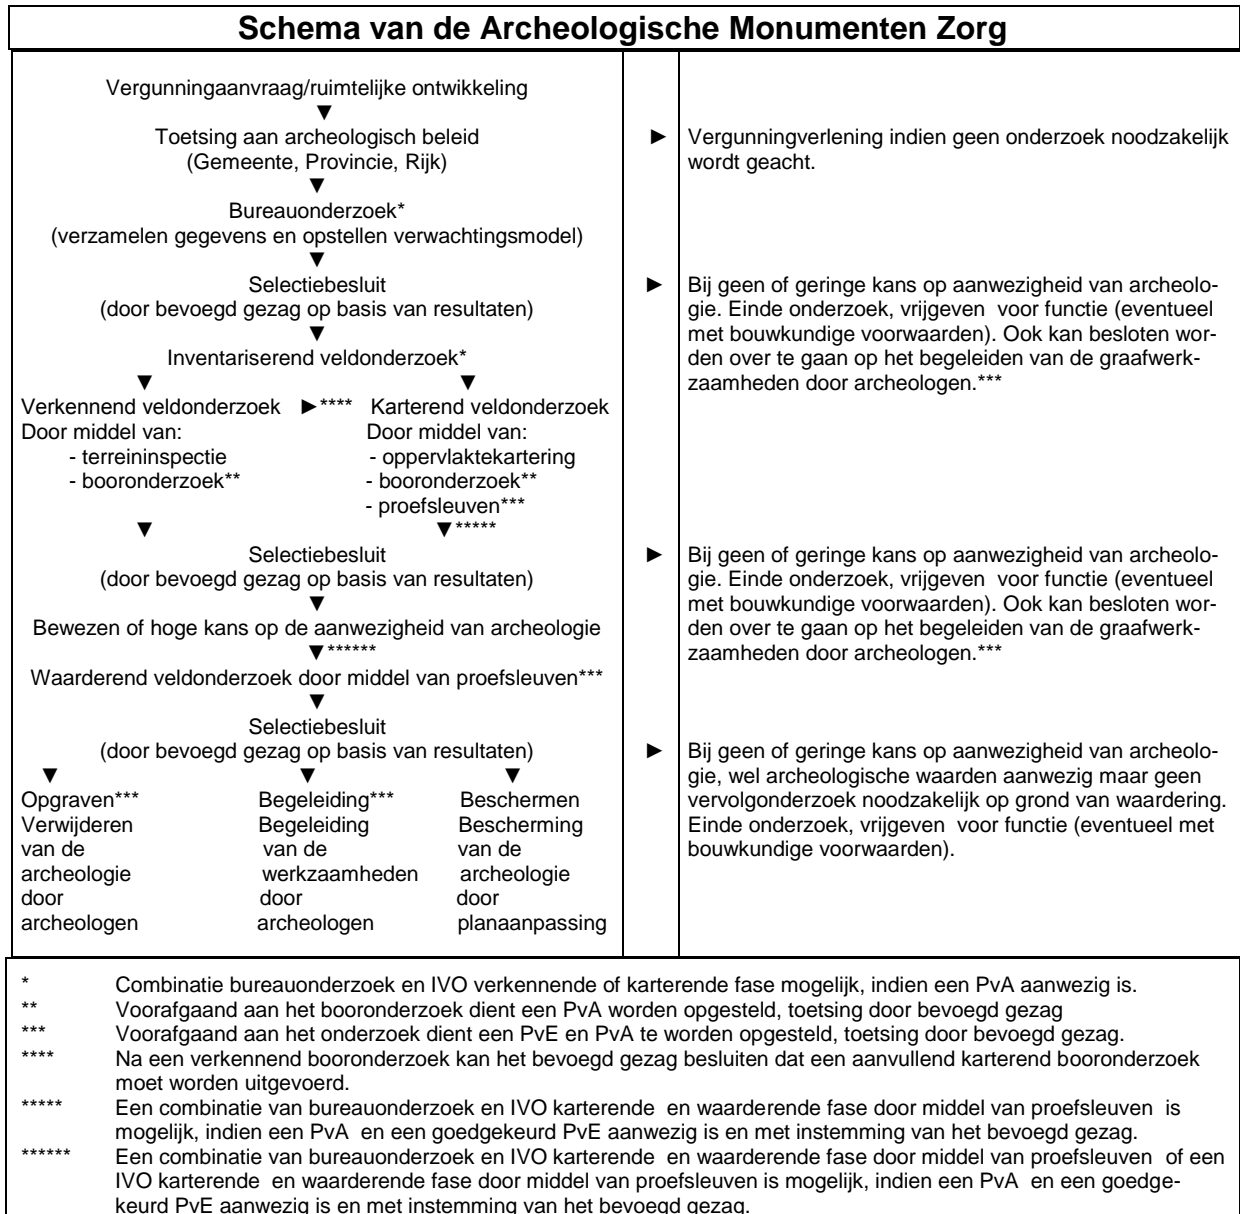 Schema van de Archeologische Monumenten Zorg
Vergunningaanvraag/ruimtelijke ontwikkeling
▼
Toetsing aan archeologisch beleid
(Gemeente, Provincie, Rijk)
► Vergunningverlening indien geen onderzoek noodzakelijk
wordt geacht.
▼
Bureauonderzoek*
(verzamelen gegevens en opstellen verwachtingsmodel)
▼
Selectiebesluit
(door bevoegd gezag op basis van resultaten)
► Bij geen of geringe kans op aanwezigheid van archeolo-
gie. Einde onderzoek, vrijgeven voor functie (eventueel
met bouwkundige voorwaarden). Ook kan besloten wor-
den over te gaan op het begeleiden van de graafwerk-
zaamheden door archeologen.***
▼
Inventariserend veldonderzoek*
▼ ▼
Verkennend veldonderzoek ►**** Karterend veldonderzoek
Door middel van: Door middel van:
- terreininspectie - oppervlaktekartering
- booronderzoek** - booronderzoek**
- proefsleuven***
▼ ▼*****
Selectiebesluit
(door bevoegd gezag op basis van resultaten)
► Bij geen of geringe kans op aanwezigheid van archeolo-
gie. Einde onderzoek, vrijgeven voor functie (eventueel
met bouwkundige voorwaarden). Ook kan besloten wor-
den over te gaan op het begeleiden van de graafwerk-
zaamheden door archeologen.***
▼
Bewezen of hoge kans op de aanwezigheid van archeologie
▼******
Waarderend veldonderzoek door middel van proefsleuven***
▼
Selectiebesluit
(door bevoegd gezag op basis van resultaten)
► Bij geen of geringe kans op aanwezigheid van archeolo-
gie, wel archeologische waarden aanwezig maar geen
vervolgonderzoek noodzakelijk op grond van waardering.
Einde onderzoek, vrijgeven voor functie (eventueel met
bouwkundige voorwaarden).
▼ ▼ ▼
Opgraven*** Begeleiding*** Beschermen
Verwijderen Begeleiding Bescherming
van de van de van de
archeologie werkzaamheden archeologie
door door door
archeologen archeologen planaanpassing
* Combinatie bureauonderzoek en IVO verkennende of karterende fase mogelijk, indien een PvA aanwezig is.
** Voorafgaand aan het booronderzoek dient een PvA worden opgesteld, toetsing door bevoegd gezag
*** Voorafgaand aan het onderzoek dient een PvE en PvA te worden opgesteld, toetsing door bevoegd gezag.
**** Na een verkennend booronderzoek kan het bevoegd gezag besluiten dat een aanvullend karterend booronderzoek
moet worden uitgevoerd.
***** Een combinatie van bureauonderzoek en IVO karterende en waarderende fase door middel van proefsleuven is
mogelijk, indien een PvA en een goedgekeurd PvE aanwezig is en met instemming van het bevoegd gezag.
****** Een combinatie van bureauonderzoek en IVO karterende en waarderende fase door middel van proefsleuven of een
IVO karterende en waarderende fase door middel van proefsleuven is mogelijk, indien een PvA en een goedge-
keurd PvE aanwezig is en met instemming van het bevoegd gezag.